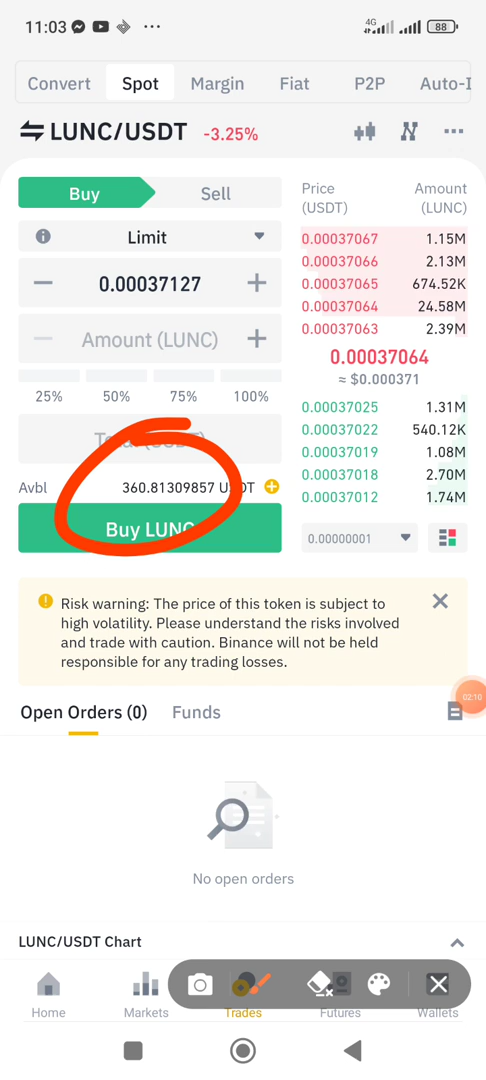 11:03
4G
88
Convert Spot Margin Fiat P2P Auto-I
LUNC/USDT -3.25%
Buy Sell
Limit
0.00037127
Amount (LUNC)
25% 50% 75% 100%
Total (USDT)
Avbl 360.81309857 USDT
Buy LUNC
Price (USDT) Amount (LUNC)
0.00037067 1.15M
0.00037066 2.13M
0.00037065 674.52K
0.00037064 24.58M
0.00037063 2.39M
0.00037064
≈ $0.000371
0.00037025 1.31M
0.00037022 540.12K
0.00037019 1.08M
0.00037018 2.70M
0.00037012 1.74M
0.00000001
Risk warning: The price of this token is subject to
high volatility. Please understand the risks involved
and trade with caution. Binance will not be held
responsible for any trading losses.
02:10
Open Orders (0) Funds
No open orders
LUNC/USDT Chart
Home Markets Trades Futures Wallets